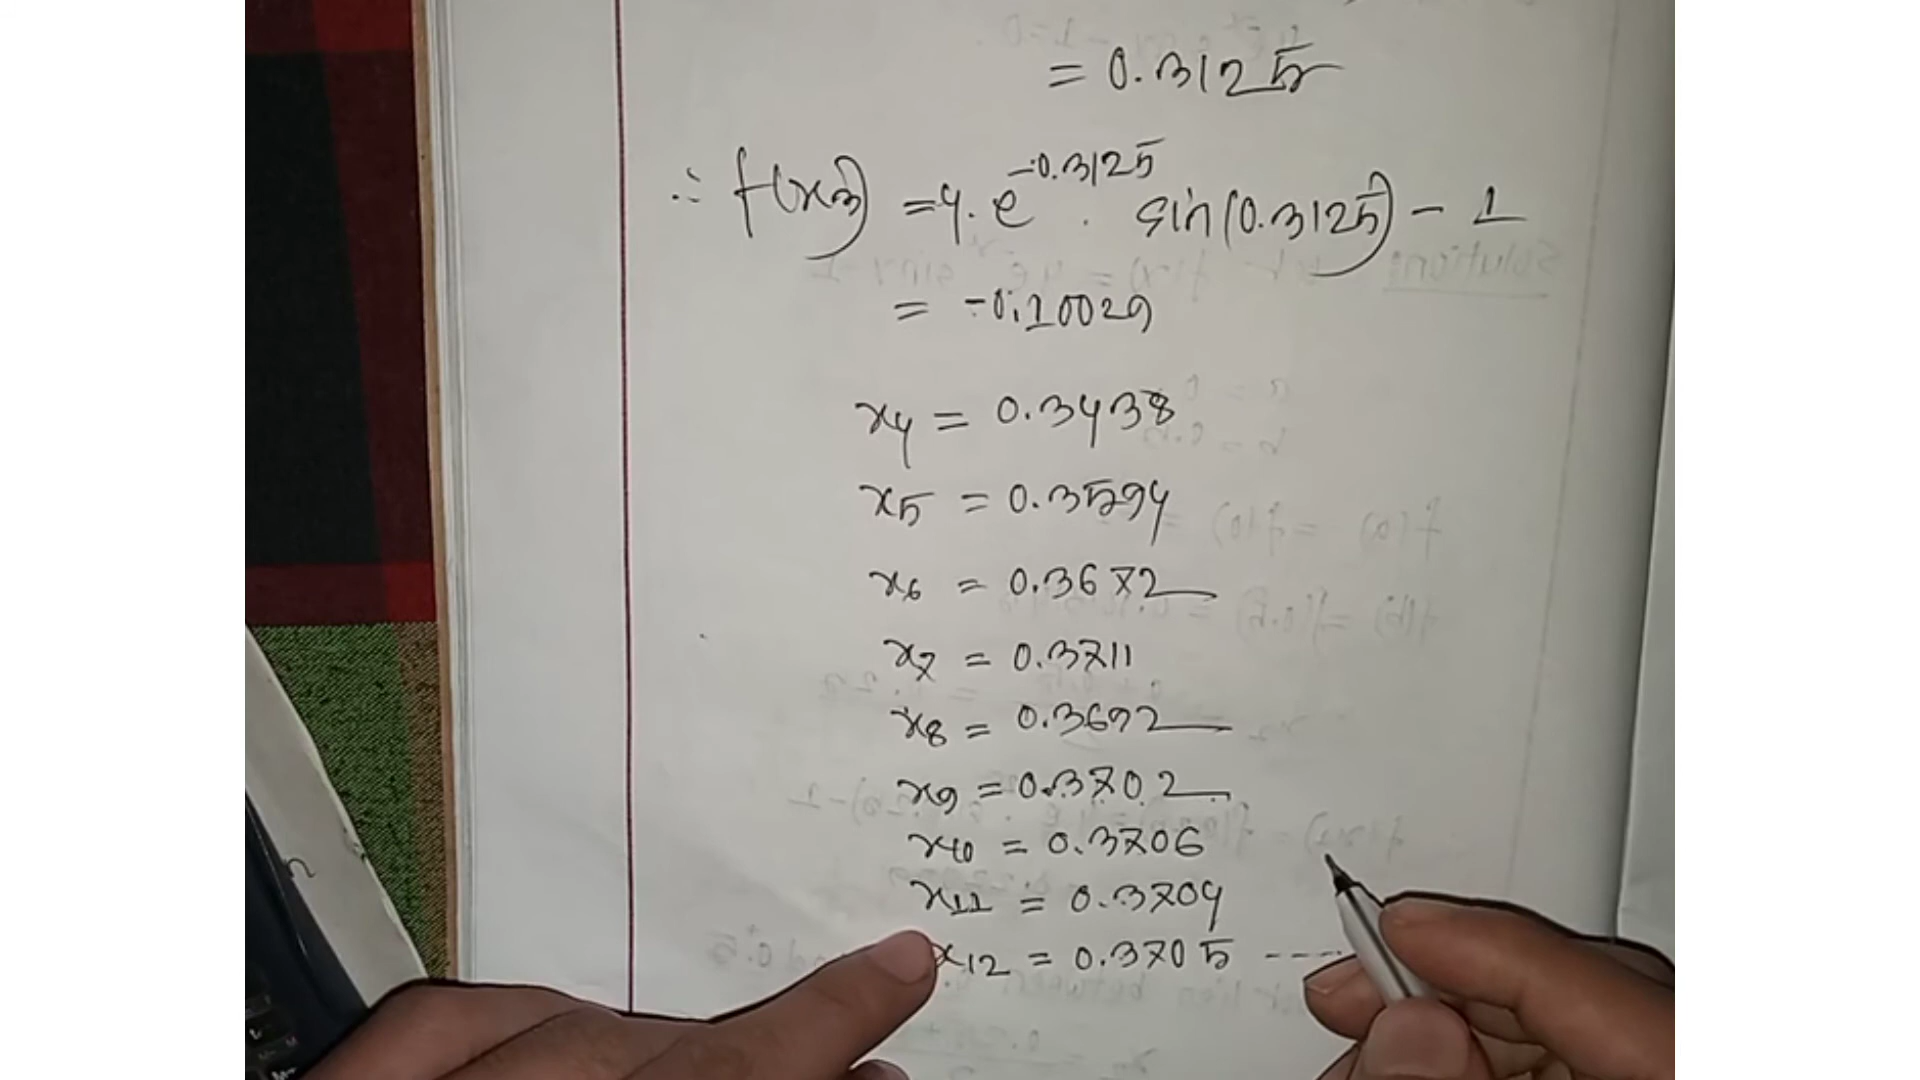 = 0.3125
∴ f(x3) = 4. e^-0.3125 . sin(0.3125) - 1
= -0.10029
x4 = 0.3438
x5 = 0.3594
x6 = 0.3672
x7 = 0.3711
x8 = 0.3692
x9 = 0.3702
x10 = 0.3706
x11 = 0.3704
x12 = 0.3705 ----